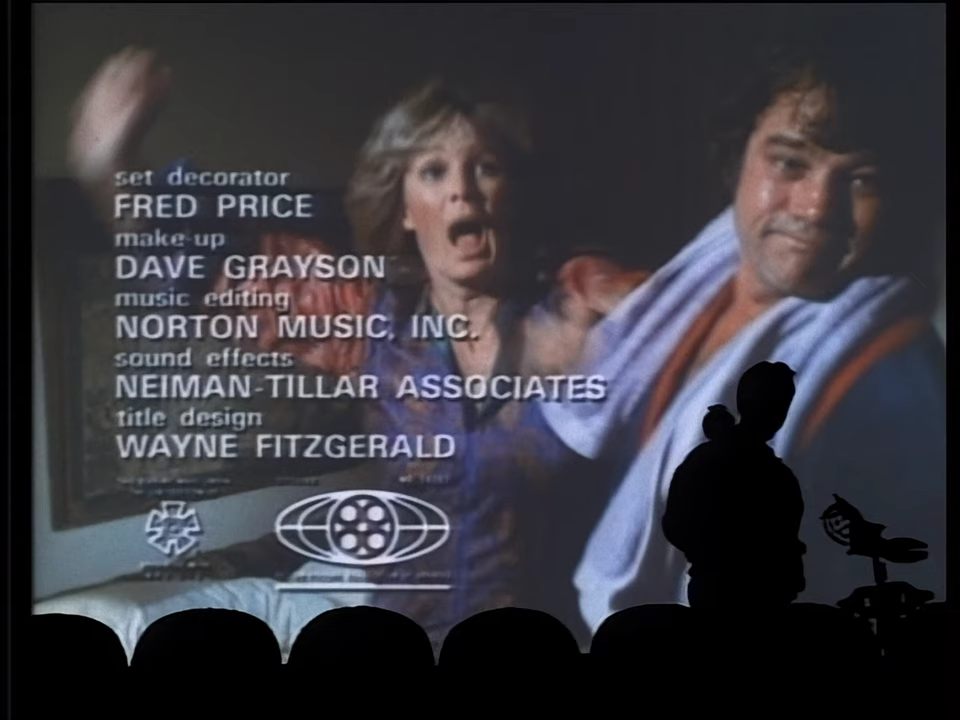 set decorator
FRED PRICE
make-up
DAVE GRAYSON
music editing
NORTON MUSIC, INC.
sound effects
NEIMAN-TILLAR ASSOCIATES
title design
WAYNE FITZGERALD